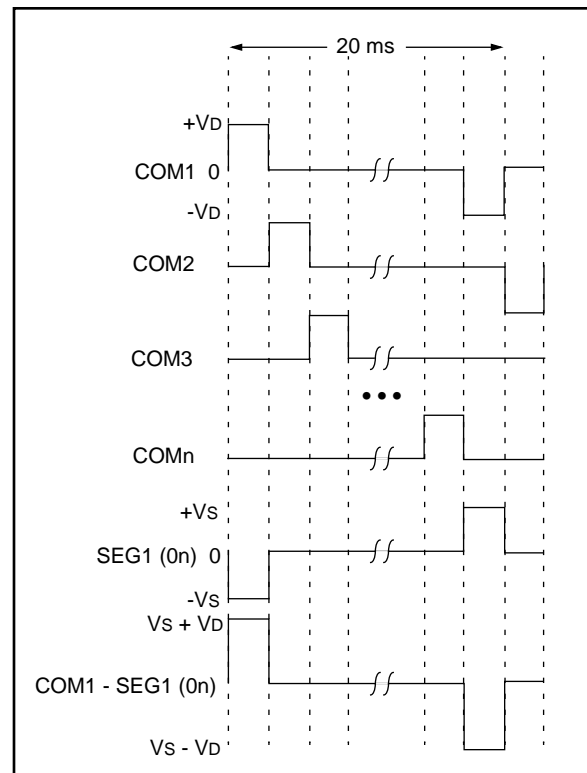 20 ms
+VD
COM1 0
-VD
COM2
COM3
•••
COMn
+VS
SEG1 (0n) 0
-VS
VS + VD
COM1 - SEG1 (0n)
VS - VD